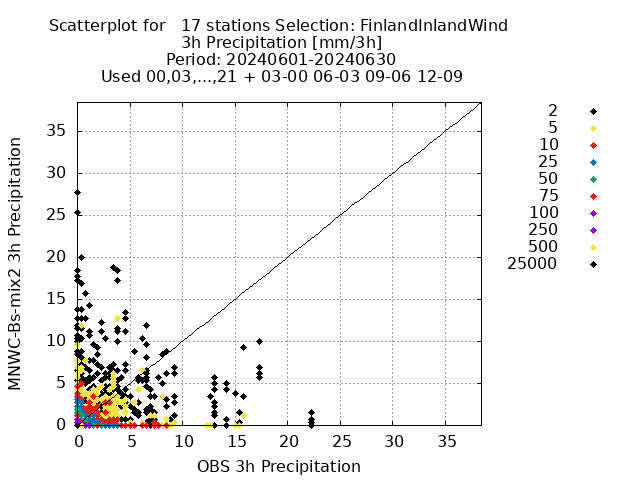 Scatterplot for   17 stations Selection: FinlandInlandWind
3h Precipitation [mm/3h]
Period: 20240601-20240630
Used 00,03,...,21 + 03-00 06-03 09-06 12-09
MNWC-Bs-mix2 3h Precipitation
35
30
25
20
15
10
5
0
0 5 10 15 20 25 30 35
OBS 3h Precipitation
2
5
10
25
50
75
100
250
500
25000